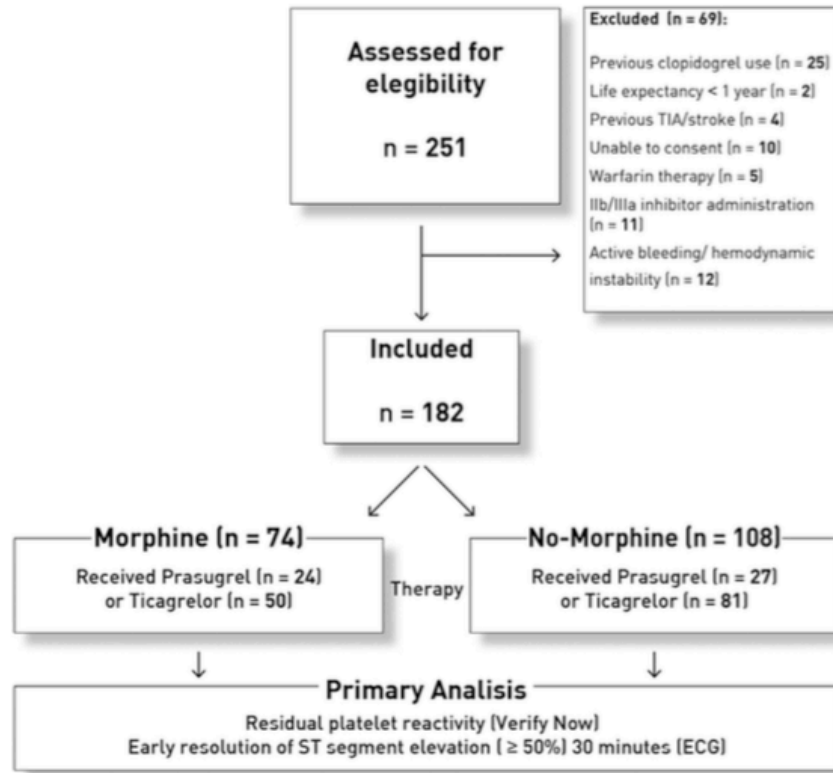 Assessed for
elegibility
n = 251
Excluded (n = 69):
Previous clopidogrel use (n = 25)
Life expectancy < 1 year (n = 2)
Previous TIA/stroke (n = 4)
Unable to consent (n = 10)
Warfarin therapy (n = 5)
IIb/IIIa inhibitor administration
(n = 11)
Active bleeding/ hemodynamic
instability (n = 12)
Included
n = 182
Morphine (n = 74)
Received Prasugrel (n = 24)
or Ticagrelor (n = 50)
Therapy
No-Morphine (n = 108)
Received Prasugrel (n = 27)
or Ticagrelor (n = 81)
Primary Analisis
Residual platelet reactivity (Verify Now)
Early resolution of ST segment elevation ( ≥ 50%) 30 minutes (ECG)